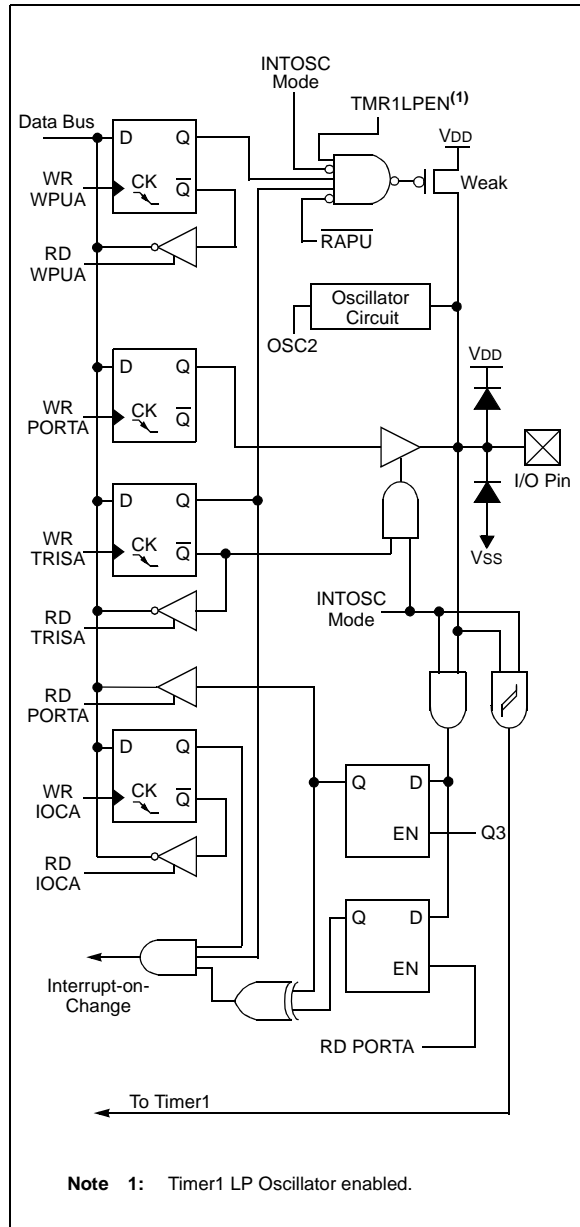 INTOSC
Mode
TMR1LPEN(1)
Data Bus
D Q
VDD
WR
WPUA
CK Q
Weak
RD
WPUA
RAPU
Oscillator
Circuit
OSC2
D Q
VDD
WR
PORTA
CK Q
I/O Pin
D Q
WR
TRISA
CK Q
VSS
RD
TRISA
INTOSC
Mode
RD
PORTA
D Q
Q D
WR
IOCA
CK Q
EN Q3
RD
IOCA
Q D
Interrupt-on-
Change
EN
RD PORTA
To Timer1
Note 1: Timer1 LP Oscillator enabled.